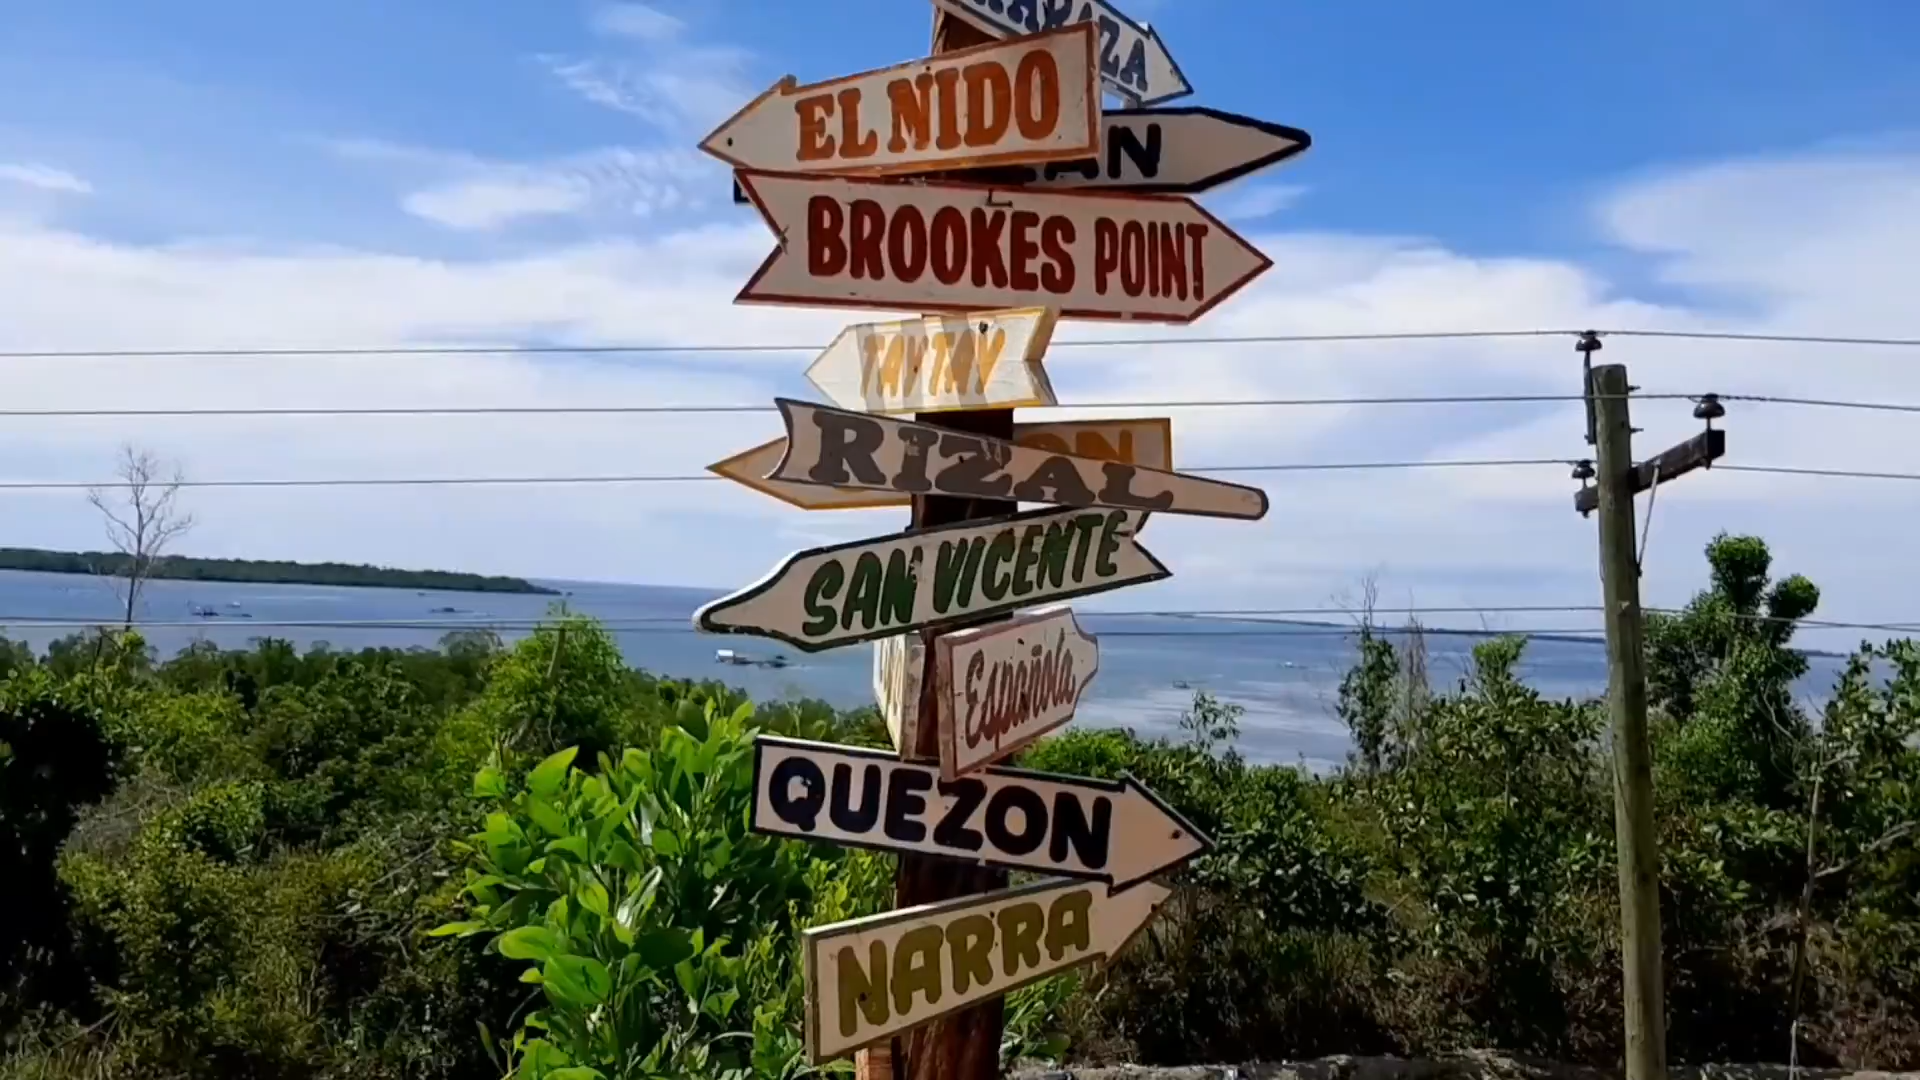 EL NIDO
BROOKES POINT
TAYTAY
RIZAL
SAN VICENTE
Española
QUEZON
NARRA